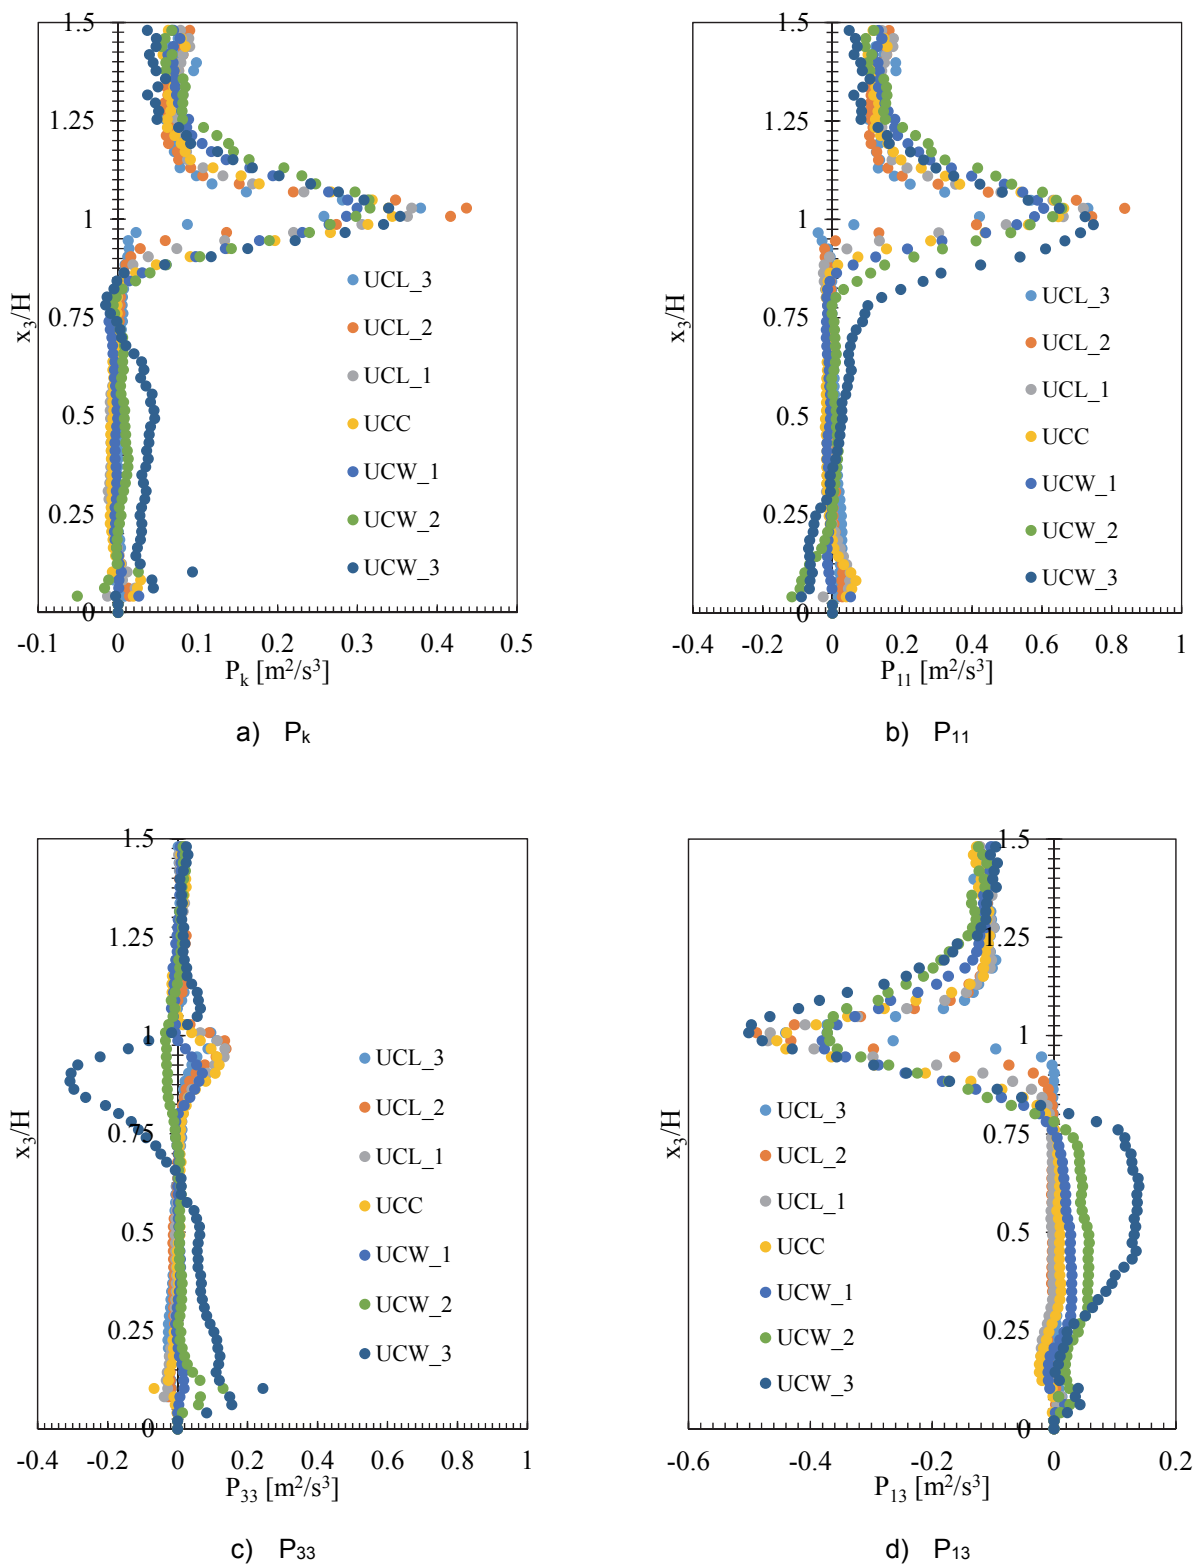 1.5
1.25
1
0.75
0.5
0.25
0
x3/H
-0.1 0 0.1 0.2 0.3 0.4 0.5
Pk [m2/s3]
UCL_3
UCL_2
UCL_1
UCC
UCW_1
UCW_2
UCW_3
a) Pk
1.5
1.25
1
0.75
0.5
0.25
0
x3/H
-0.4 -0.2 0 0.2 0.4 0.6 0.8 1
P11 [m2/s3]
UCL_3
UCL_2
UCL_1
UCC
UCW_1
UCW_2
UCW_3
b) P11
1.5
1.25
1
0.75
0.5
0.25
0
x3/H
-0.4 -0.2 0 0.2 0.4 0.6 0.8 1
P33 [m2/s3]
UCL_3
UCL_2
UCL_1
UCC
UCW_1
UCW_2
UCW_3
c) P33
1.5
1.25
1
0.75
0.5
0.25
0
x3/H
-0.6 -0.4 -0.2 0 0.2
P13 [m2/s3]
UCL_3
UCL_2
UCL_1
UCC
UCW_1
UCW_2
UCW_3
d) P13